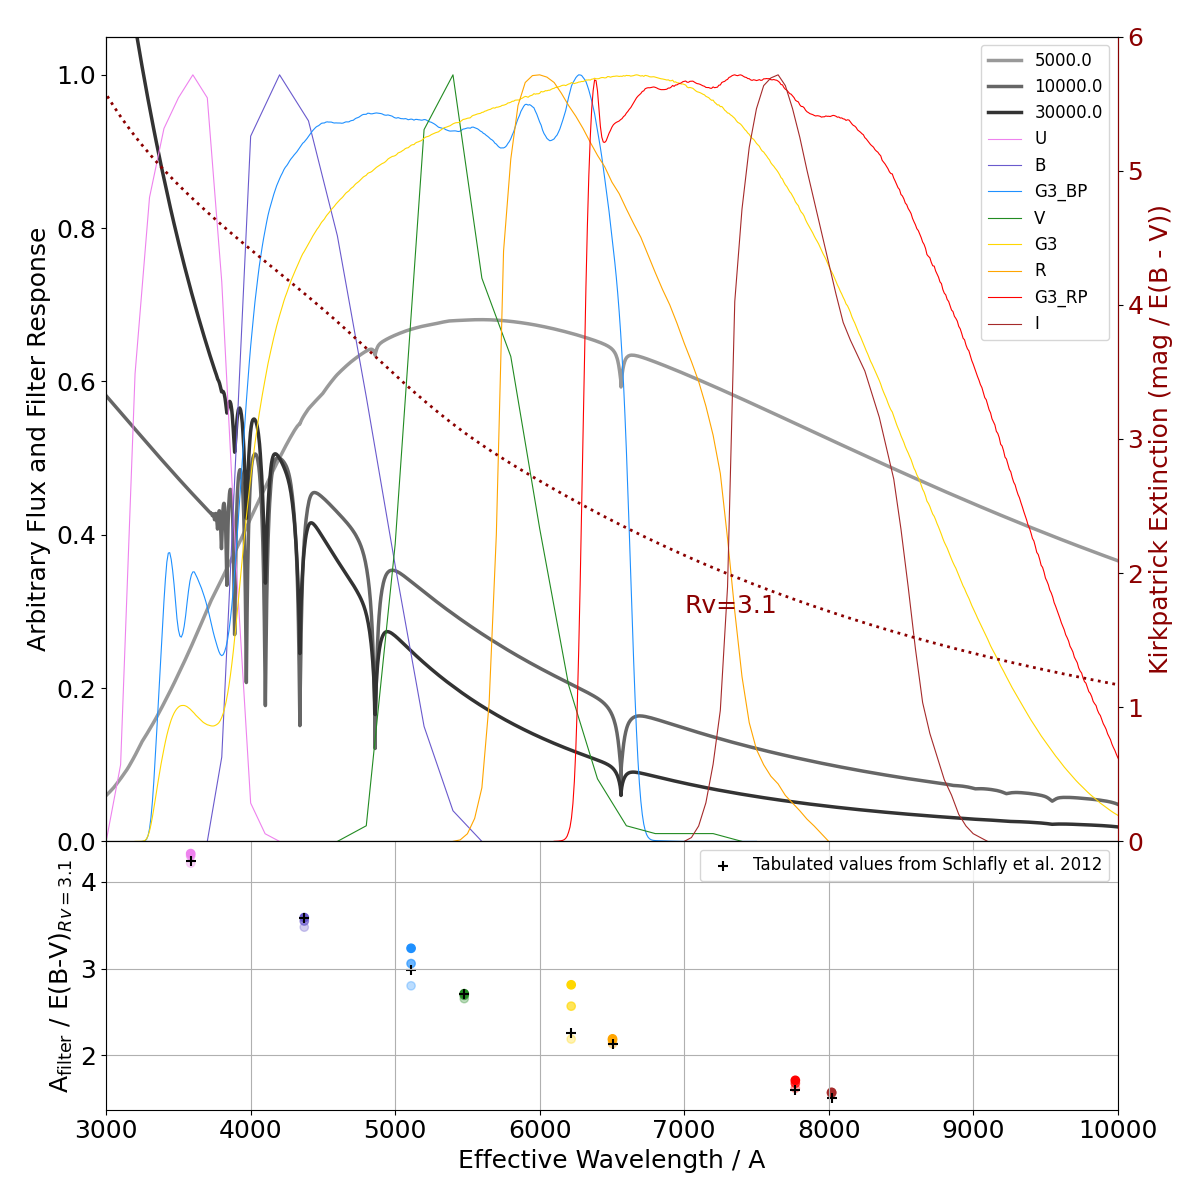 1.0
0.8
0.6
0.4
0.2
0.0
Arbitrary Flux and Filter Response
6
5
4
3
2
1
0
Kirkpatrick Extinction (mag / E(B - V))
5000.0
10000.0
30000.0
U
B
G3_BP
V
G3
R
G3_RP
I
Rv=3.1
4
3
2
A_filter / E(B-V)_Rv=3.1
Tabulated values from Schlafly et al. 2012
3000 4000 5000 6000 7000 8000 9000 10000
Effective Wavelength / A